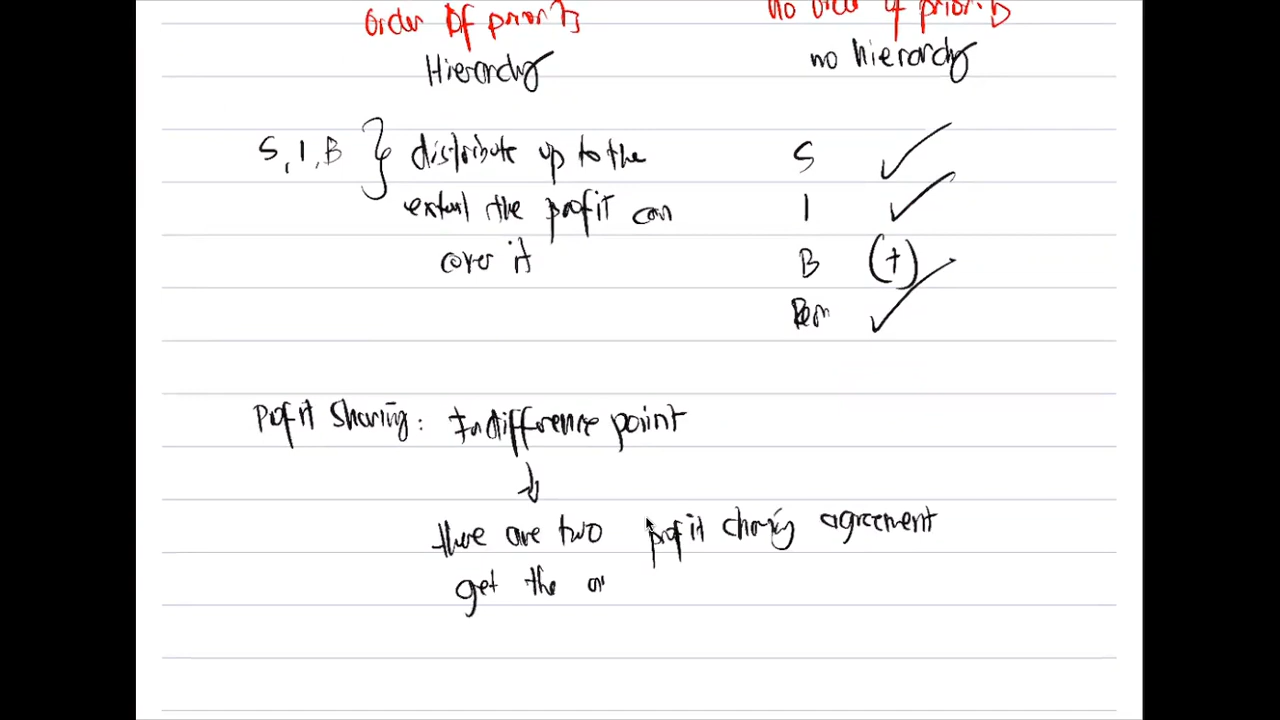 Order of priority
no order of priority
Hierarchy
no hierarchy
S, I, B } distribute up to the
extent the profit can
cover it
S ✓
I ✓
B (+)
Rem ✓
Pofit Sharing: Indifference point
there are two profit sharing agreement
get the